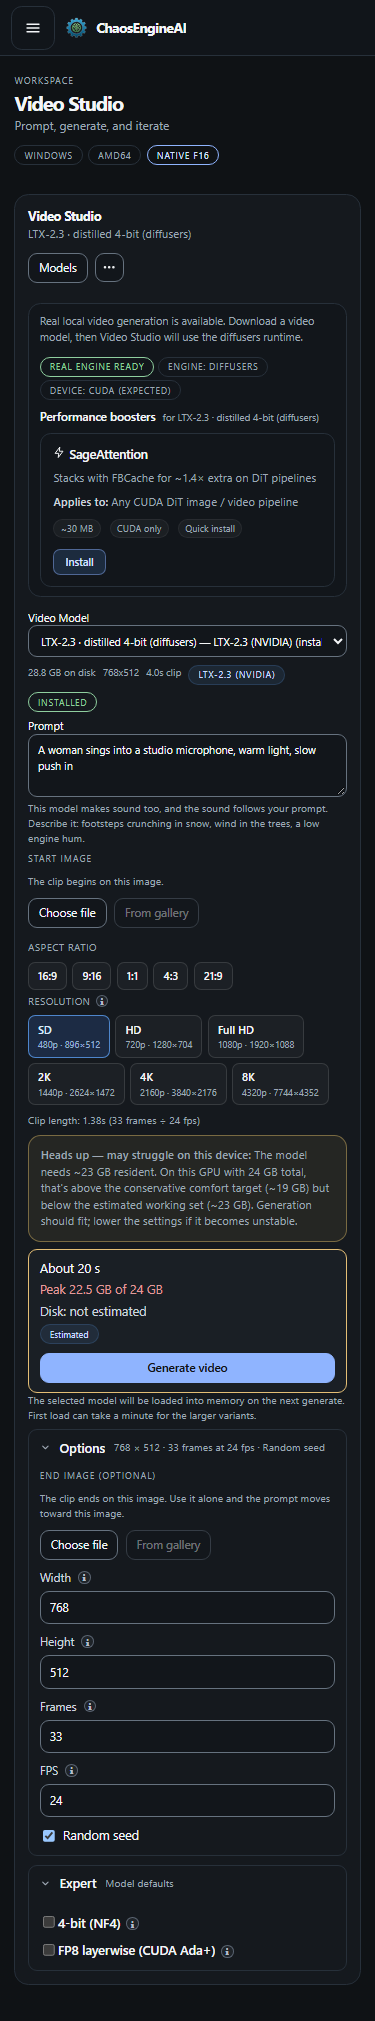 ChaosEngineAI
WORKSPACE
Video Studio
Prompt, generate, and iterate
WINDOWS AMD64 NATIVE F16
Video Studio
LTX-2.3 · distilled 4-bit (diffusers)
Models ···
Real local video generation is available. Download a video
model, then Video Studio will use the diffusers runtime.
REAL ENGINE READY ENGINE: DIFFUSERS
DEVICE: CUDA (EXPECTED)
Performance boosters for LTX-2.3 · distilled 4-bit (diffusers)
SageAttention
Stacks with FBCache for ~1.4× extra on DiT pipelines
Applies to: Any CUDA DiT image / video pipeline
~30 MB CUDA only Quick install
Install
Video Model
LTX-2.3 · distilled 4-bit (diffusers) — LTX-2.3 (NVIDIA) (insta
28.8 GB on disk 768x512 4.0s clip LTX-2.3 (NVIDIA)
INSTALLED
Prompt
A woman sings into a studio microphone, warm light, slow
push in
This model makes sound too, and the sound follows your prompt.
Describe it: footsteps crunching in snow, wind in the trees, a low
engine hum.
START IMAGE
The clip begins on this image.
Choose file From gallery
ASPECT RATIO
16:9 9:16 1:1 4:3 21:9
RESOLUTION i
SD HD Full HD
480p · 896×512 720p · 1280×704 1080p · 1920×1088
2K 4K 8K
1440p · 2624×1472 2160p · 3840×2176 4320p · 7744×4352
Clip length: 1.38s (33 frames ÷ 24 fps)
Heads up — may struggle on this device: The model
needs ~23 GB resident. On this GPU with 24 GB total,
that's above the conservative comfort target (~19 GB) but
below the estimated working set (~23 GB). Generation
should fit; lower the settings if it becomes unstable.
About 20 s
Peak 22.5 GB of 24 GB
Disk: not estimated
Estimated
Generate video
The selected model will be loaded into memory on the next generate.
First load can take a minute for the larger variants.
Options 768 × 512 · 33 frames at 24 fps · Random seed
END IMAGE (OPTIONAL)
The clip ends on this image. Use it alone and the prompt moves
toward this image.
Choose file From gallery
Width i
768
Height i
512
Frames i
33
FPS i
24
Random seed
Expert Model defaults
4-bit (NF4) i
FP8 layerwise (CUDA Ada+) i